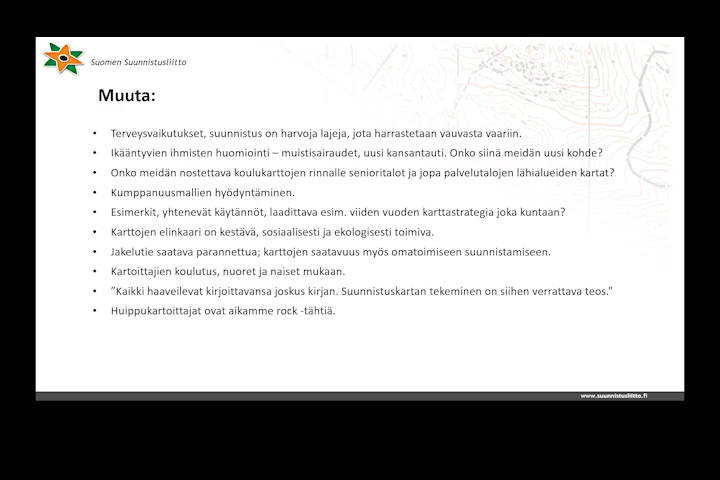 Suomen Suunnistusliitto
Muuta:
• Terveysvaikutukset, suunnistus on harvoja lajeja, jota harrastetaan vauvasta vaariin.
• Ikääntyvien ihmisten huomiointi – muistisairaudet, uusi kansantauti. Onko siinä meidän uusi kohde?
• Onko meidän nostettava koulukarttojen rinnalle senioritalot ja jopa palvelutalojen lähialueiden kartat?
• Kumppanuusmallien hyödyntäminen.
• Esimerkit, yhtenevät käytännöt, laadittava esim. viiden vuoden karttastrategia joka kuntaan?
• Karttojen elinkaari on kestävä, sosiaalisesti ja ekologisesti toimiva.
• Jakelutie saatava parannettua; karttojen saatavuus myös omatoimiseen suunnistamiseen.
• Kartoittajien koulutus, nuoret ja naiset mukaan.
• ”Kaikki haaveilevat kirjoittavansa joskus kirjan. Suunnistuskartan tekeminen on siihen verrattava teos.”
• Huippukartoittajat ovat aikamme rock -tähtiä.
www.suunnistusliitto.fi